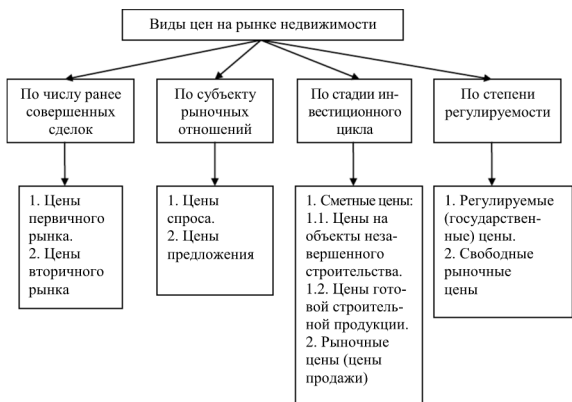 Виды цен на рынке недвижимости
По числу ранее
совершенных
сделок
По субъекту
рыночных
отношений
По стадии ин-
вестиционного
цикла
По степени
регулируемости
1. Цены
первичного
рынка.
2. Цены
вторичного
рынка
1. Цены
спроса.
2. Цены
предложения
1. Сметные цены:
1.1. Цены на
объекты неза-
вершенного
строительства.
1.2. Цены гото-
вой строитель-
ной продукции.
2. Рыночные
цены (цены
продажи)
1. Регулируемые
(государствен-
ные) цены.
2. Свободные
рыночные
цены